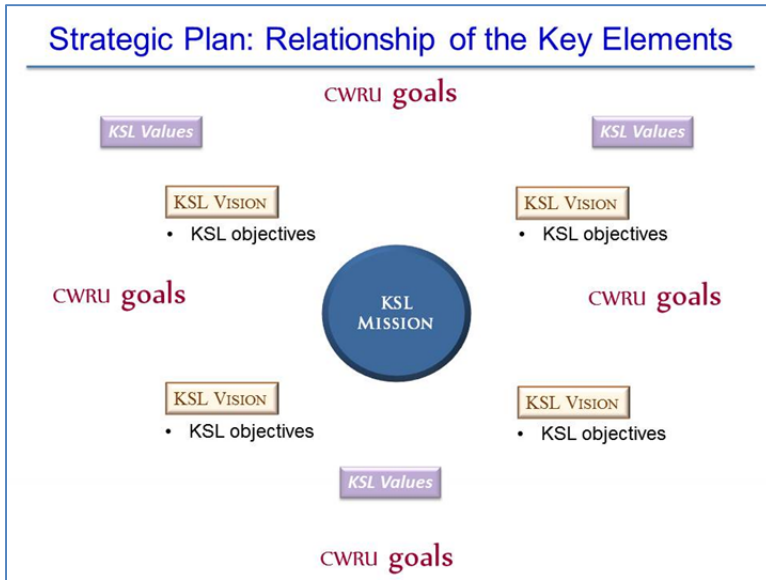 Strategic Plan: Relationship of the Key Elements
CWRU goals
KSL Values
KSL Values
KSL VISION
• KSL objectives
KSL VISION
• KSL objectives
CWRU goals
KSL
MISSION
CWRU goals
KSL VISION
• KSL objectives
KSL VISION
• KSL objectives
KSL Values
CWRU goals